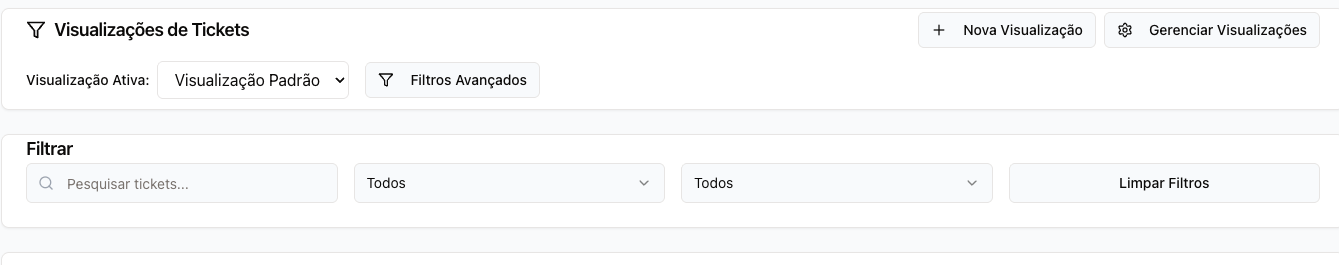 Visualizações de Tickets
Nova Visualização
Gerenciar Visualizações
Visualização Ativa:
Visualização Padrão
Filtros Avançados
Filtrar
Pesquisar tickets...
Todos
Todos
Limpar Filtros